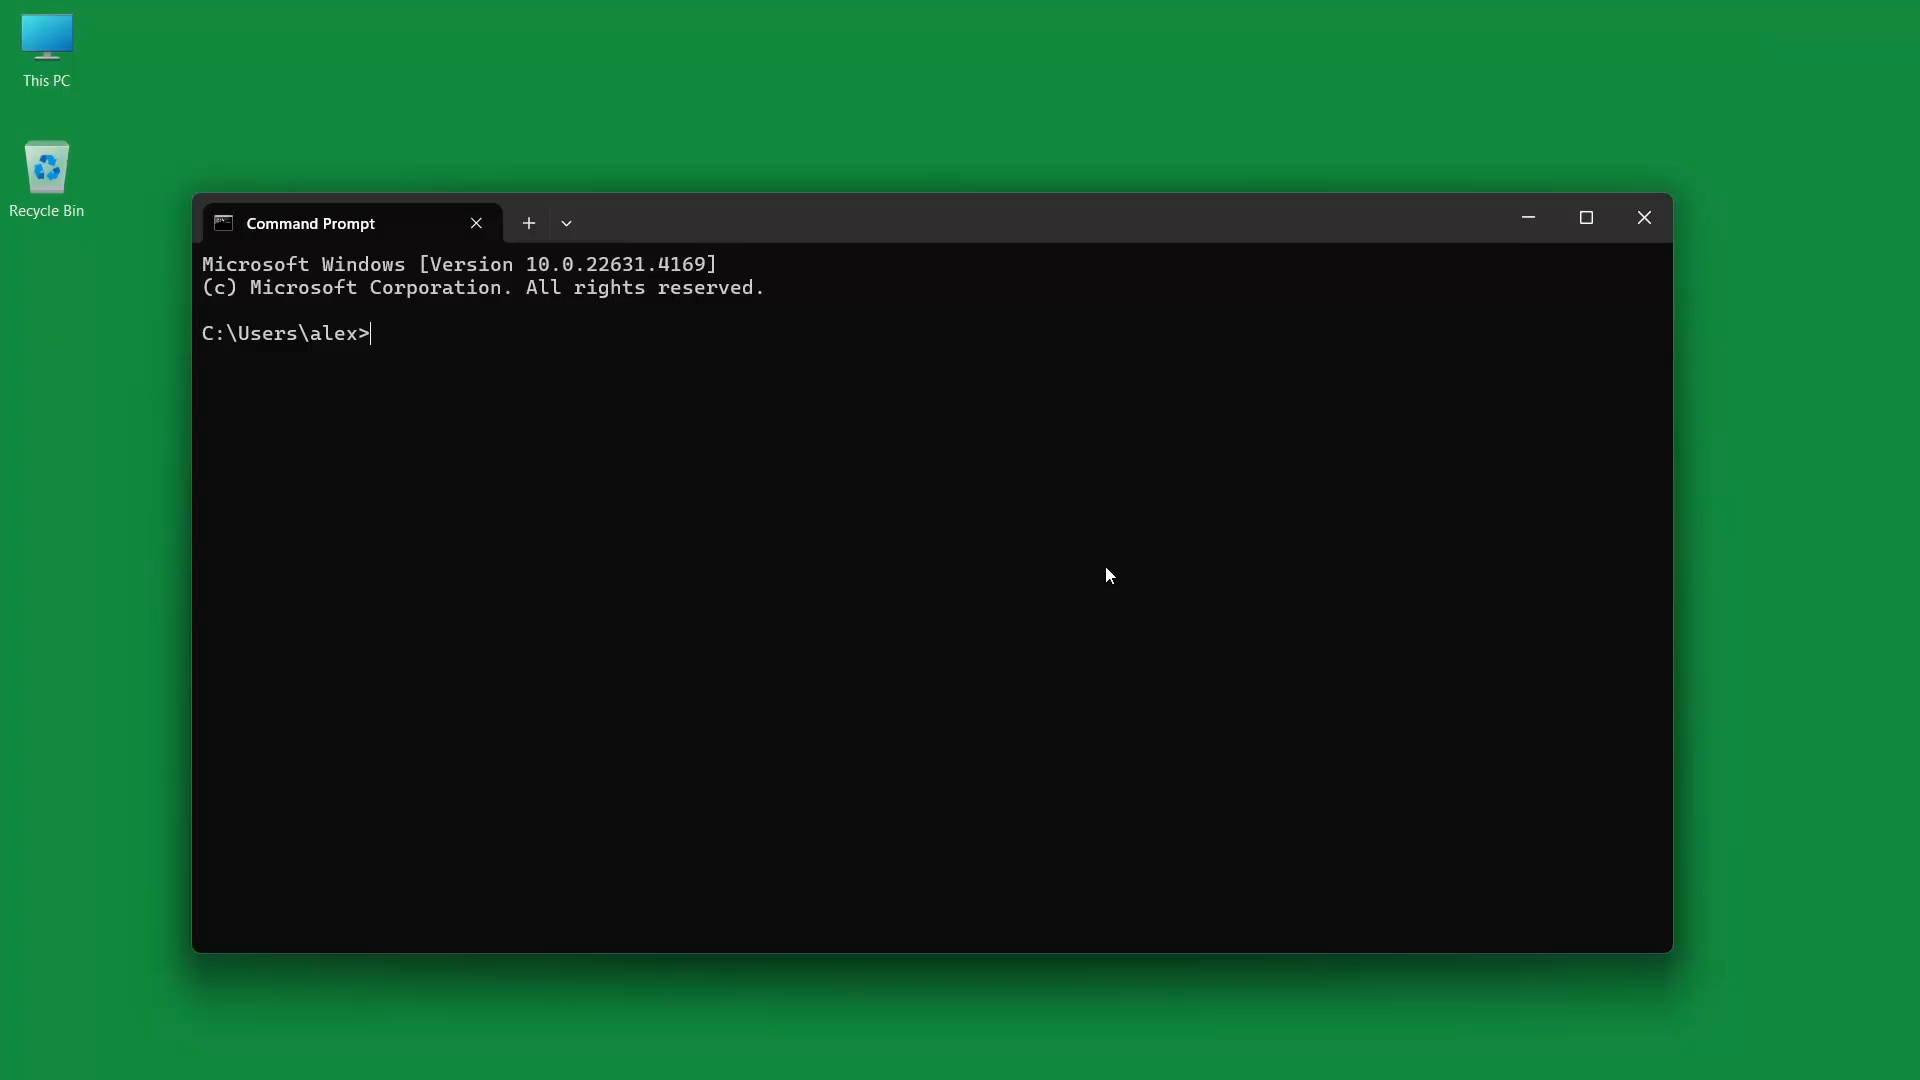 This PC
Recycle Bin
Command Prompt
Microsoft Windows [Version 10.0.22631.4169]
(c) Microsoft Corporation. All rights reserved.
C:\Users\alex>